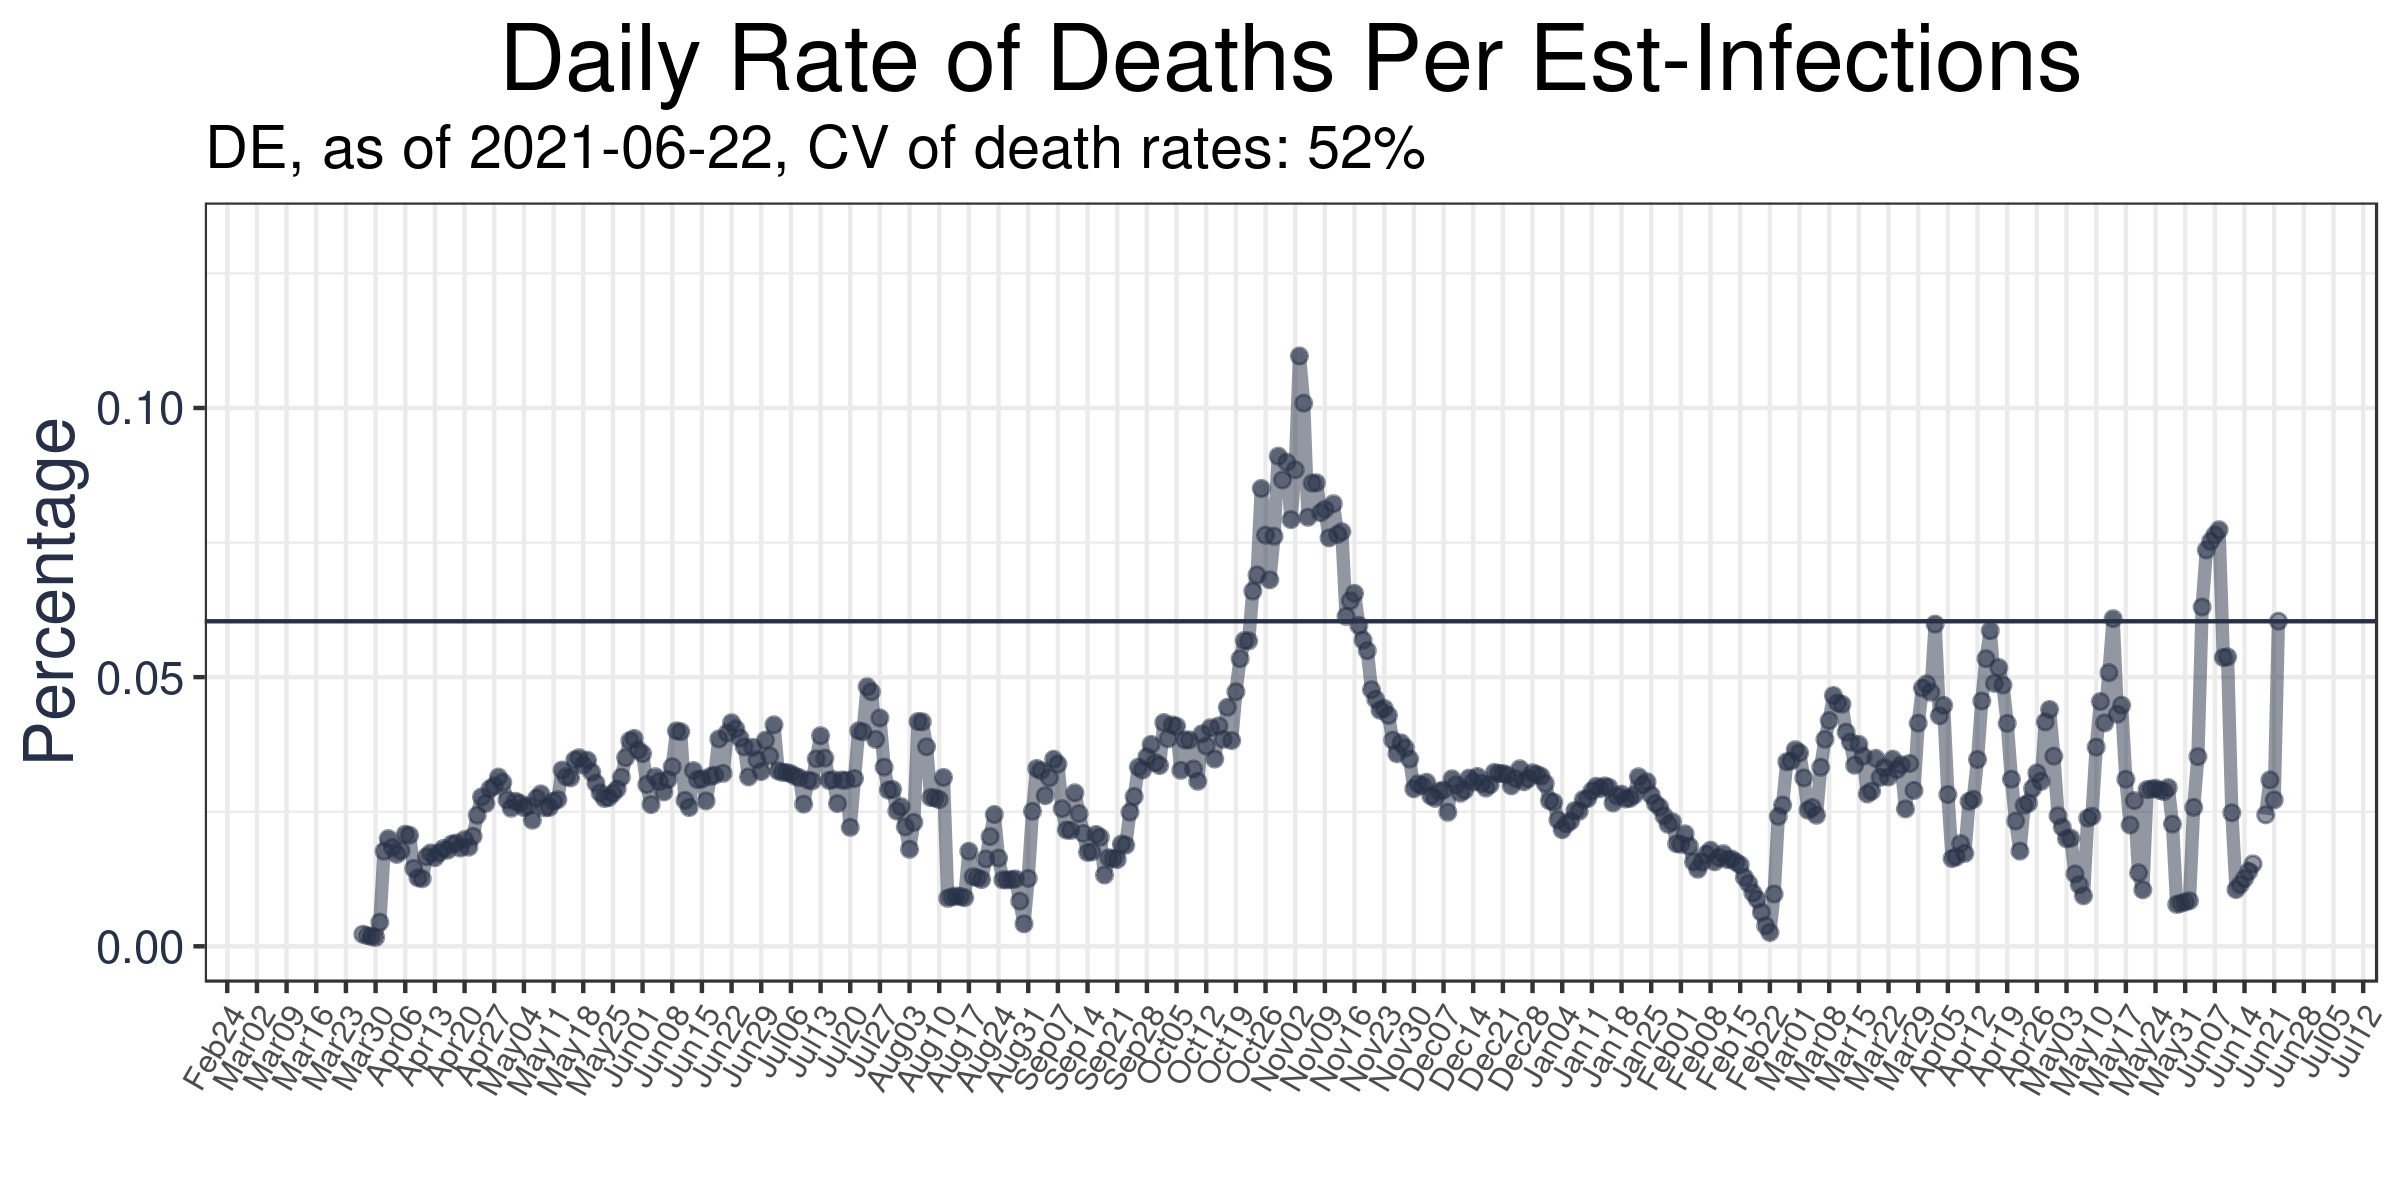 Daily Rate of Deaths Per Est-Infections
DE, as of 2021-06-22, CV of death rates: 52%
Percentage
0.10
0.05
0.00
Feb24
Mar02
Mar09
Mar16
Mar23
Mar30
Apr06
Apr13
Apr20
Apr27
May04
May11
May18
May25
Jun01
Jun08
Jun15
Jun22
Jun29
Jul06
Jul13
Jul20
Jul27
Aug03
Aug10
Aug17
Aug24
Aug31
Sep07
Sep14
Sep21
Sep28
Oct05
Oct12
Oct19
Oct26
Nov02
Nov09
Nov16
Nov23
Nov30
Dec07
Dec14
Dec21
Dec28
Jan04
Jan11
Jan18
Jan25
Feb01
Feb08
Feb15
Feb22
Mar01
Mar08
Mar15
Mar22
Mar29
Apr05
Apr12
Apr19
Apr26
May03
May10
May17
May24
May31
Jun07
Jun14
Jun21
Jun28
Jul05
Jul12